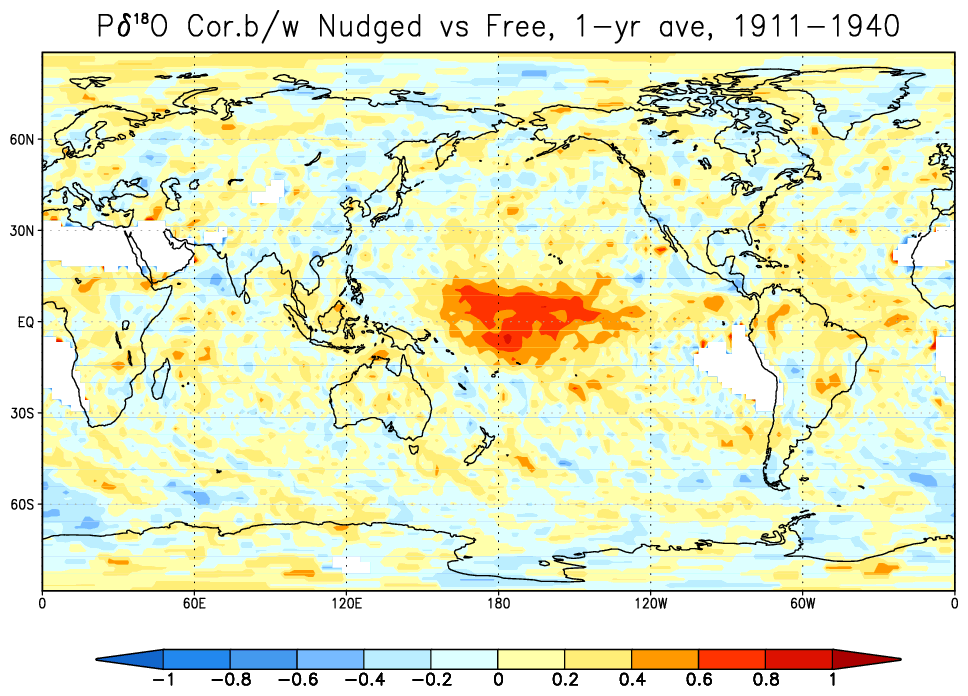 Pδ¹⁸O Cor.b/w Nudged vs Free, 1−yr ave, 1911−1940
60N
30N
EQ
30S
60S
0 60E 120E 180 120W 60W 0
−1 −0.8 −0.6 −0.4 −0.2 0 0.2 0.4 0.6 0.8 1